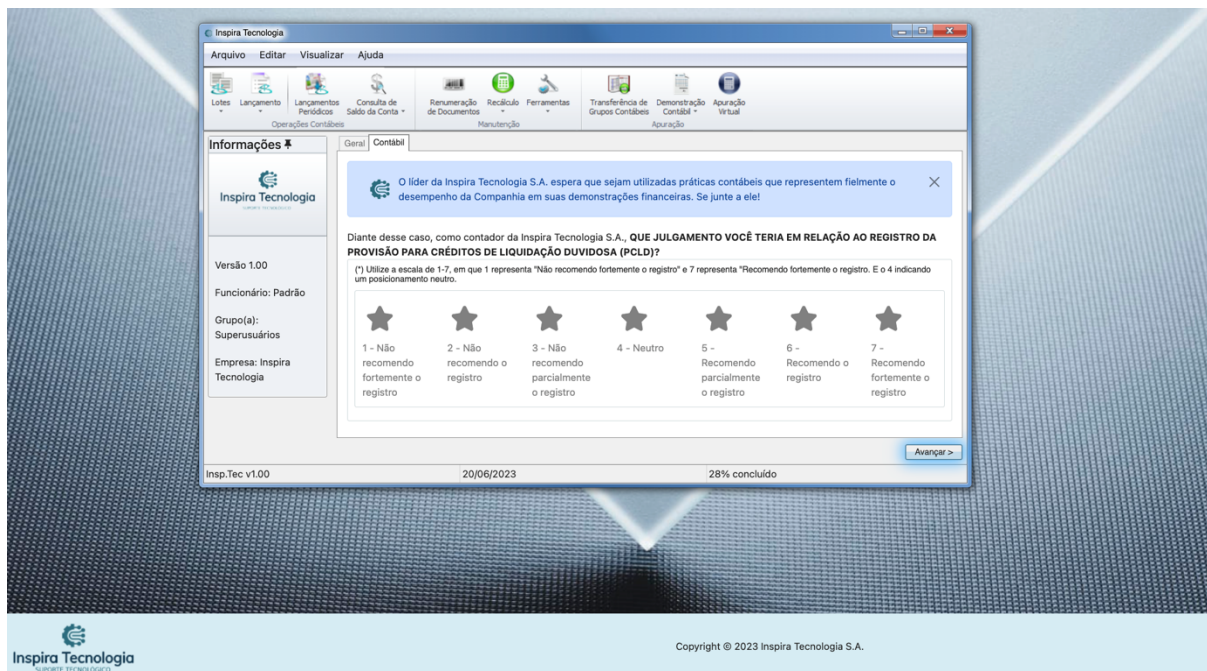 Inspira Tecnologia
Arquivo Editar Visualizar Ajuda
Lotes
Lançamento
Lançamentos
Periódicos
Consulta de
Saldo da Conta
Renumeração
de Documentos
Recálculo
Ferramentas
Transferência de
Grupos Contábeis
Demonstração
Contábil
Apuração
Virtual
Operações Contábeis
Manutenção
Apuração
Informações
Inspira Tecnologia
SUPORTE TECNOLÓGICO
Versão 1.00
Funcionário: Padrão
Grupo(a):
Superusuários
Empresa: Inspira
Tecnologia
Geral Contábil
O líder da Inspira Tecnologia S.A. espera que sejam utilizadas práticas contábeis que representem fielmente o
desempenho da Companhia em suas demonstrações financeiras. Se junte a ele!
Diante desse caso, como contador da Inspira Tecnologia S.A., QUE JULGAMENTO VOCÊ TERIA EM RELAÇÃO AO REGISTRO DA
PROVISÃO PARA CRÉDITOS DE LIQUIDAÇÃO DUVIDOSA (PCLD)?
(*) Utilize a escala de 1-7, em que 1 representa "Não recomendo fortemente o registro" e 7 representa "Recomendo fortemente o registro. E o 4 indicando
um posicionamento neutro.
1 - Não
recomendo
fortemente o
registro
2 - Não
recomendo o
registro
3 - Não
recomendo
parcialmente
o registro
4 - Neutro
5 -
Recomendo
parcialmente
o registro
6 -
Recomendo o
registro
7 -
Recomendo
fortemente o
registro
Avançar >
Insp.Tec v1.00
20/06/2023
28% concluído
Inspira Tecnologia
SUPORTE TECNOLÓGICO
Copyright © 2023 Inspira Tecnologia S.A.